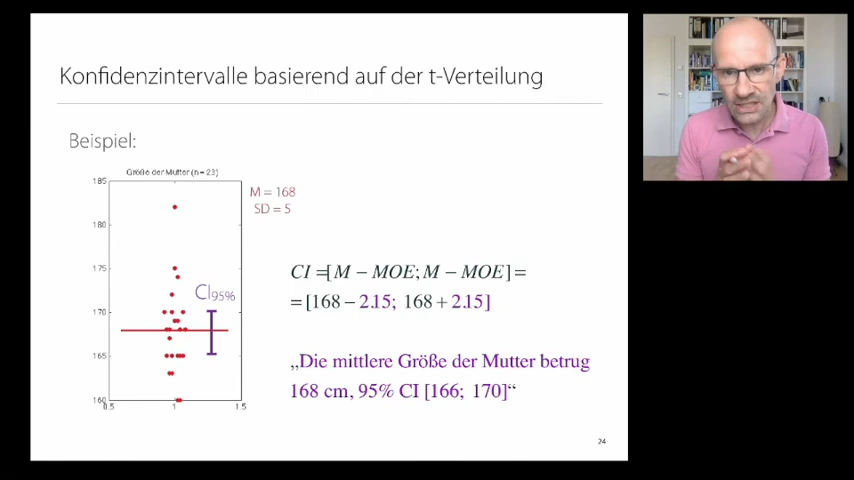 Konfidenzintervalle basierend auf der t-Verteilung
Beispiel:
Größe der Mutter (n = 23)
M = 168
SD = 5
185
180
175
170
165
160
0.5
1
1.5
CI95%
CI =[M − MOE; M − MOE] =
= [168 − 2.15; 168 + 2.15]
„Die mittlere Größe der Mutter betrug
168 cm, 95% CI [166; 170]“
24